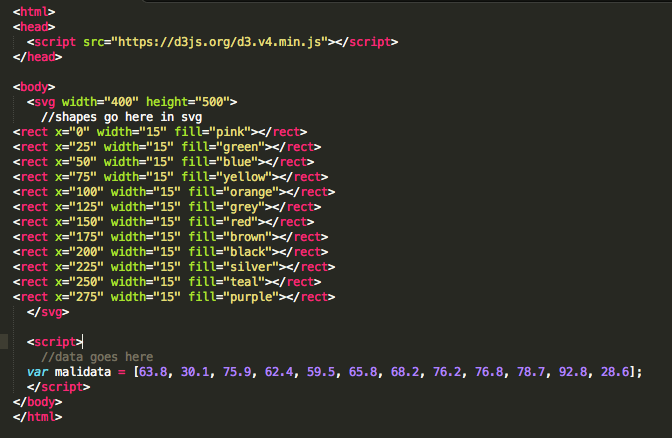 <html>
<head>
  <script src="https://d3js.org/d3.v4.min.js"></script>
</head>

<body>
  <svg width="400" height="500">
    //shapes go here in svg
<rect x="0" width="15" fill="pink"></rect>
<rect x="25" width="15" fill="green"></rect>
<rect x="50" width="15" fill="blue"></rect>
<rect x="75" width="15" fill="yellow"></rect>
<rect x="100" width="15" fill="orange"></rect>
<rect x="125" width="15" fill="grey"></rect>
<rect x="150" width="15" fill="red"></rect>
<rect x="175" width="15" fill="brown"></rect>
<rect x="200" width="15" fill="black"></rect>
<rect x="225" width="15" fill="silver"></rect>
<rect x="250" width="15" fill="teal"></rect>
<rect x="275" width="15" fill="purple"></rect>
  </svg>

  <script>
    //data goes here
  var malidata = [63.8, 30.1, 75.9, 62.4, 59.5, 65.8, 68.2, 76.2, 76.8, 78.7, 92.8, 28.6];
  </script>
</body>
</html>